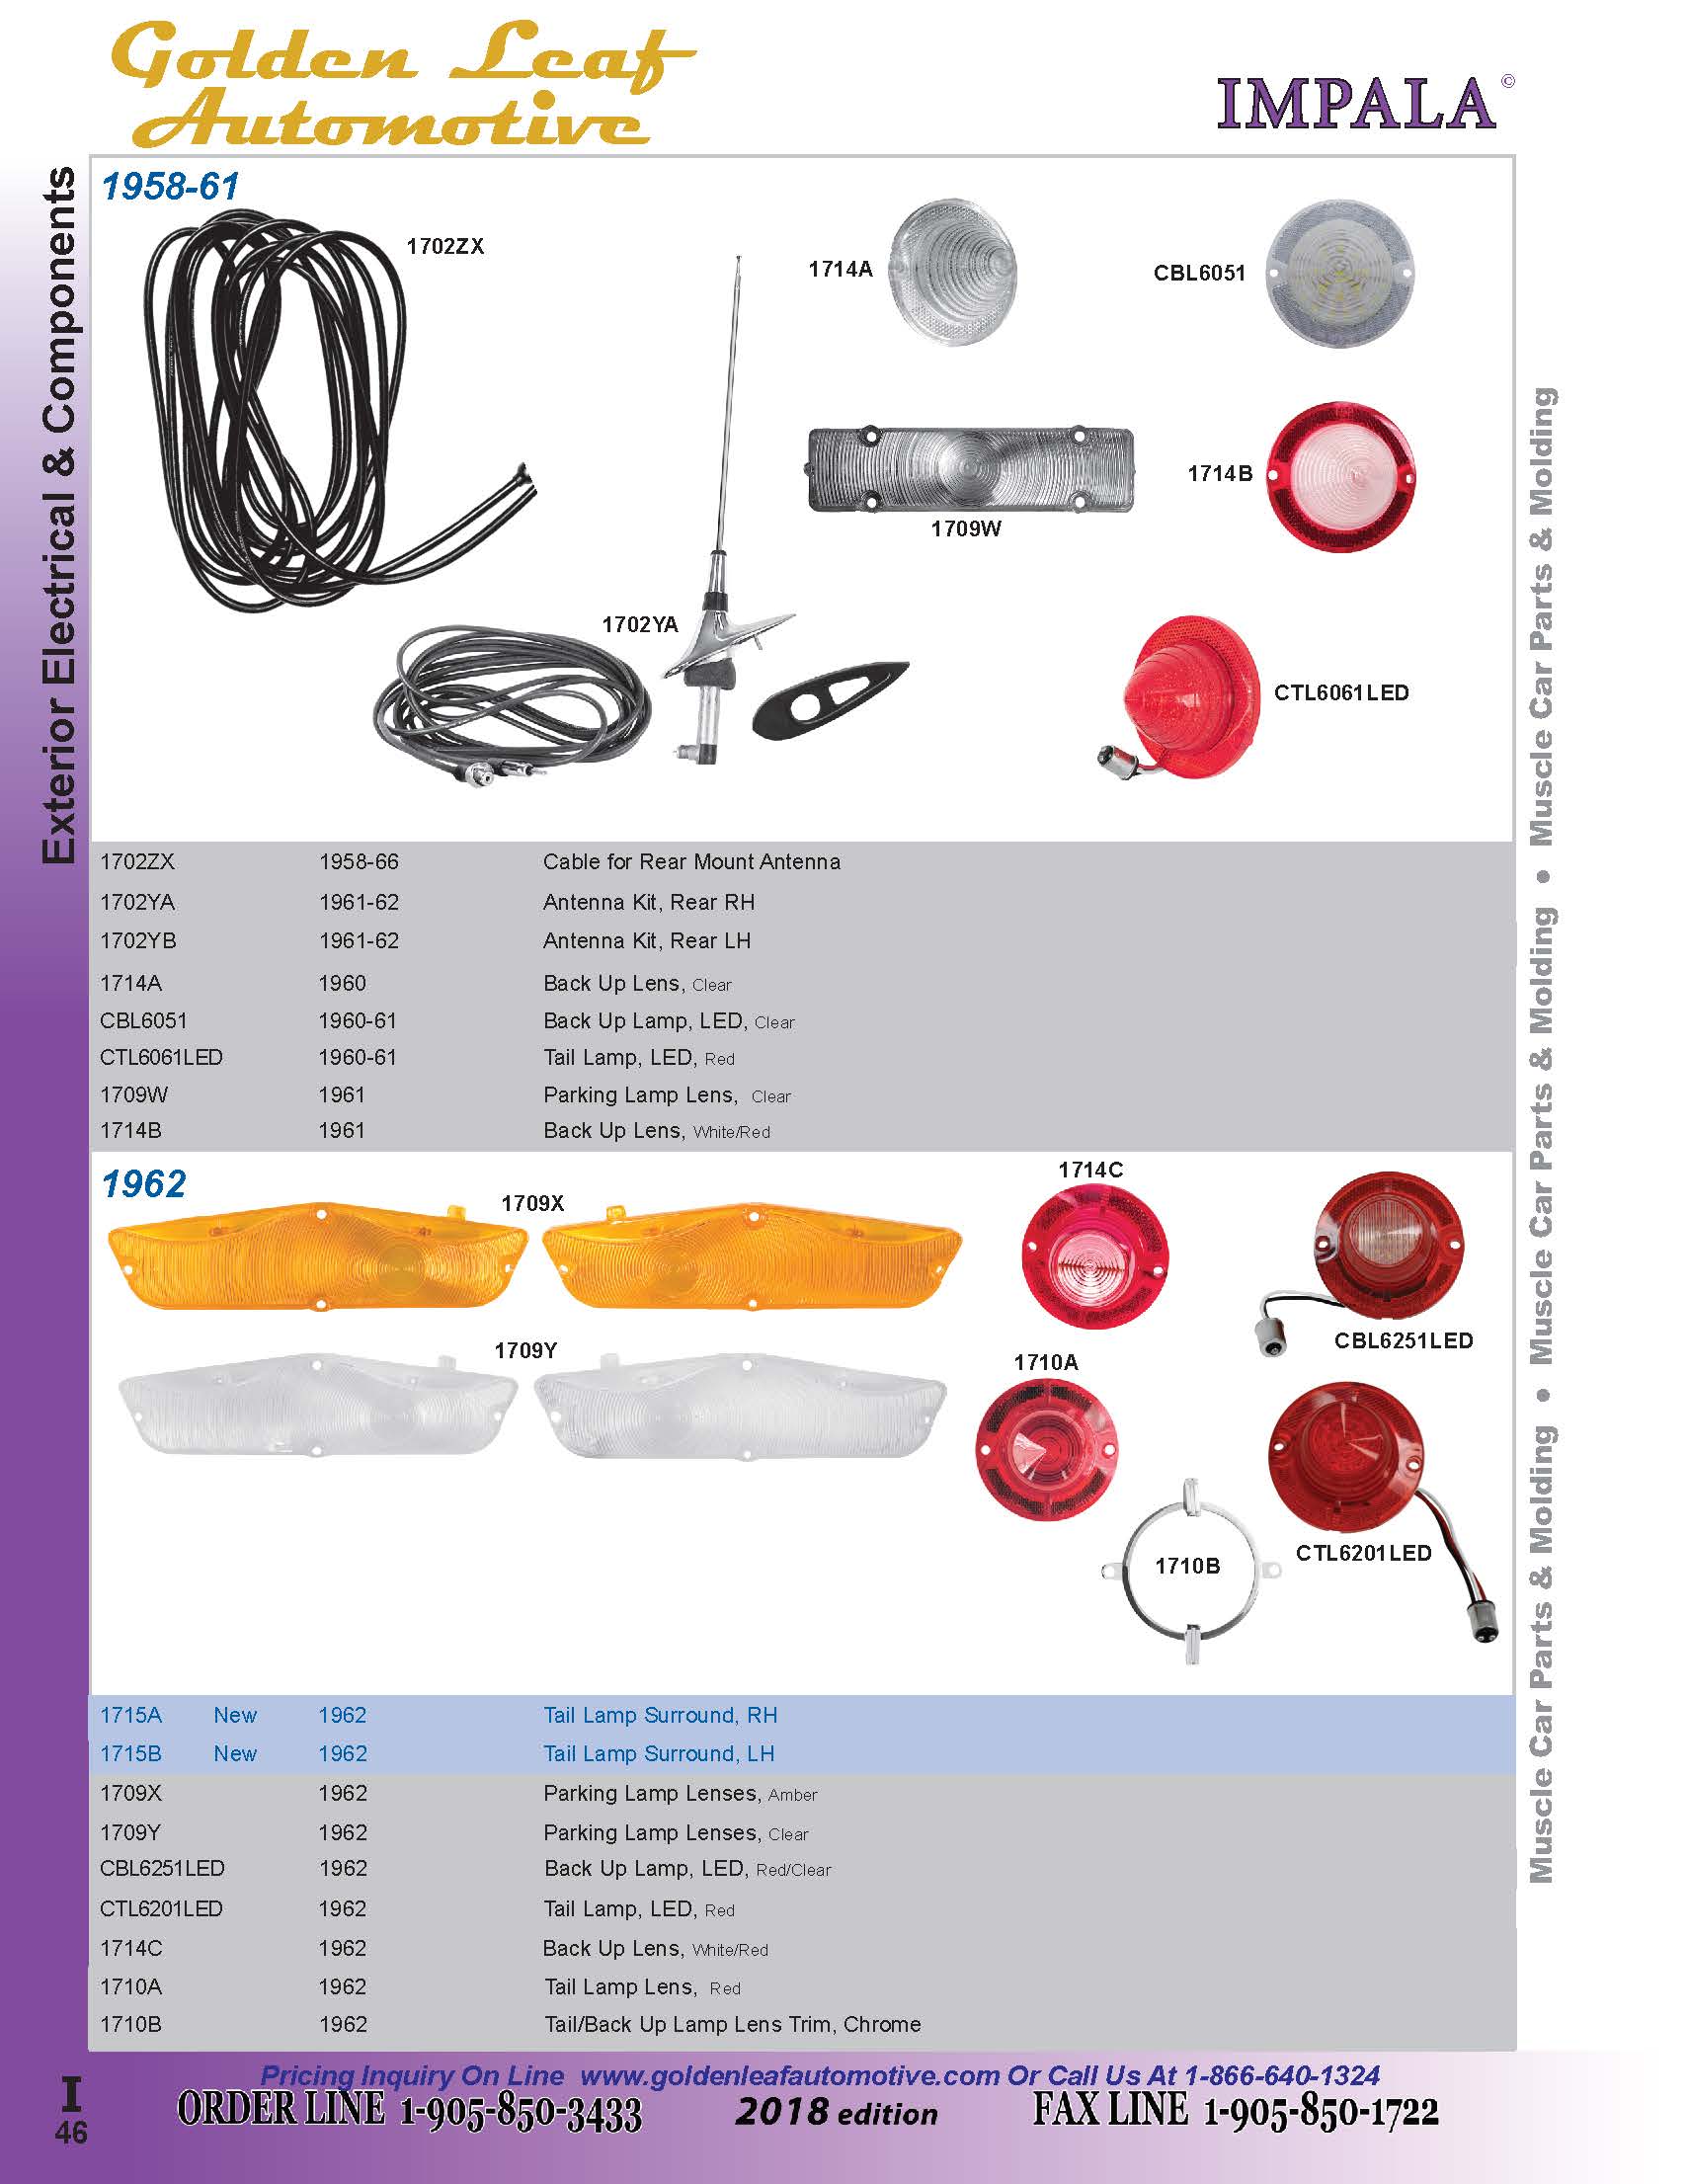 Golden Leaf
Automotive
IMPALA©
Exterior Electrical & Components
1958-61
1702ZX
1714A
CBL6051
1714B
1709W
1702YA
CTL6061LED
1702ZX 1958-66 Cable for Rear Mount Antenna
1702YA 1961-62 Antenna Kit, Rear RH
1702YB 1961-62 Antenna Kit, Rear LH
1714A 1960 Back Up Lens, Clear
CBL6051 1960-61 Back Up Lamp, LED, Clear
CTL6061LED 1960-61 Tail Lamp, LED, Red
1709W 1961 Parking Lamp Lens, Clear
1714B 1961 Back Up Lens, White/Red
1962
1709X
1714C
CBL6251LED
1709Y
1710A
1710B
CTL6201LED
1715A New 1962 Tail Lamp Surround, RH
1715B New 1962 Tail Lamp Surround, LH
1709X 1962 Parking Lamp Lenses, Amber
1709Y 1962 Parking Lamp Lenses, Clear
CBL6251LED 1962 Back Up Lamp, LED, Red/Clear
CTL6201LED 1962 Tail Lamp, LED, Red
1714C 1962 Back Up Lens, White/Red
1710A 1962 Tail Lamp Lens, Red
1710B 1962 Tail/Back Up Lamp Lens Trim, Chrome
Muscle Car Parts & Molding • Muscle Car Parts & Molding • Muscle Car Parts & Molding
Pricing Inquiry On Line www.goldenleafautomotive.com Or Call Us At 1-866-640-1324
ORDER LINE 1-905-850-3433 2018 edition FAX LINE 1-905-850-1722
I
46